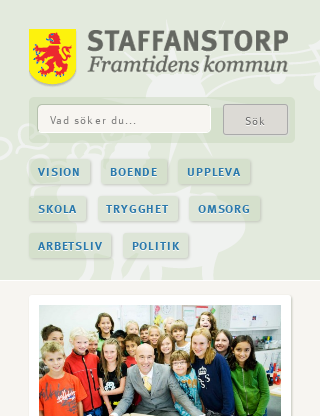 STAFFANSTORP
Framtidens kommun
Vad söker du...
Sök
VISION BOENDE UPPLEVA
SKOLA TRYGGHET OMSORG
ARBETSLIV POLITIK